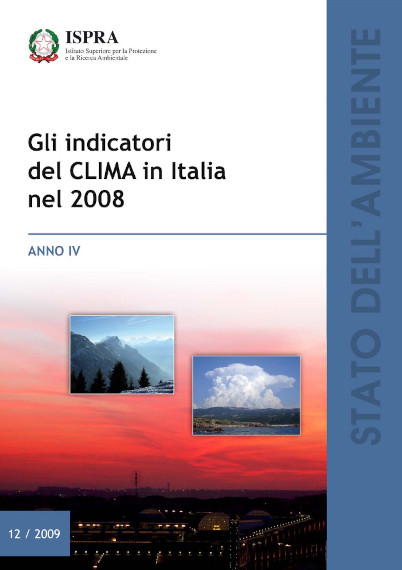 ISPRA
Istituto Superiore per la Protezione
e la Ricerca Ambientale
Gli indicatori
del CLIMA in Italia
nel 2008
ANNO IV
STATO DELL'AMBIENTE
12 / 2009